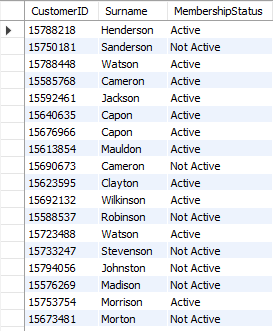 CustomerID Surname MembershipStatus
15788218 Henderson Active
15750181 Sanderson Not Active
15788448 Watson Active
15585768 Cameron Active
15592461 Jackson Active
15640635 Capon Active
15676966 Capon Active
15613854 Mauldon Active
15690673 Cameron Not Active
15623595 Clayton Active
15692132 Wilkinson Active
15588537 Robinson Not Active
15723488 Watson Active
15733247 Stevenson Not Active
15794056 Johnston Not Active
15576269 Madison Not Active
15753754 Morrison Active
15673481 Morton Not Active